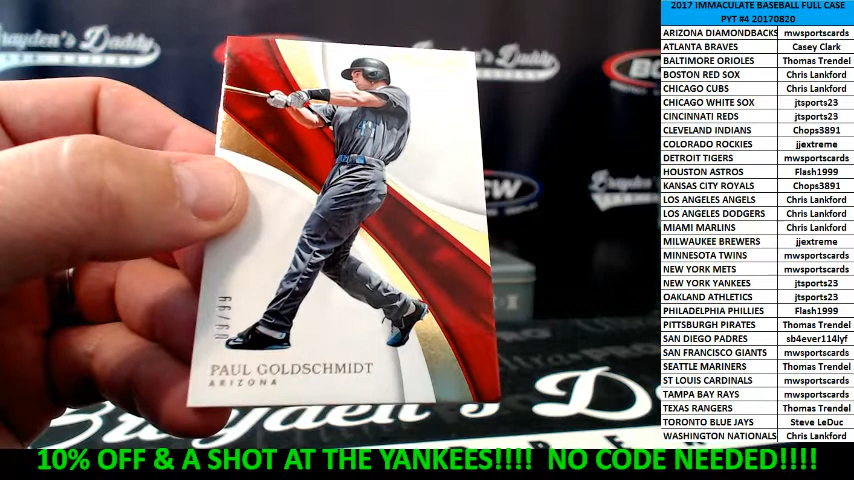 2017 IMMACULATE BASEBALL FULL CASE
PYT #4 20170820
ARIZONA DIAMONDBACKS mwsportscards
ATLANTA BRAVES Casey Clark
BALTIMORE ORIOLES Thomas Trendel
BOSTON RED SOX Chris Lankford
CHICAGO CUBS Chris Lankford
CHICAGO WHITE SOX jtsports23
CINCINNATI REDS jtsports23
CLEVELAND INDIANS Chops3891
COLORADO ROCKIES jjextreme
DETROIT TIGERS mwsportscards
HOUSTON ASTROS Flash1999
KANSAS CITY ROYALS Chops3891
LOS ANGELES ANGELS Chris Lankford
LOS ANGELES DODGERS Chris Lankford
MIAMI MARLINS Chris Lankford
MILWAUKEE BREWERS jjextreme
MINNESOTA TWINS mwsportscards
NEW YORK METS mwsportscards
NEW YORK YANKEES jtsports23
OAKLAND ATHLETICS jtsports23
PHILADELPHIA PHILLIES Flash1999
PITTSBURGH PIRATES Thomas Trendel
SAN DIEGO PADRES sb4ever114lyf
SAN FRANCISCO GIANTS mwsportscards
SEATTLE MARINERS Thomas Trendel
ST LOUIS CARDINALS mwsportscards
TAMPA BAY RAYS mwsportscards
TEXAS RANGERS Thomas Trendel
TORONTO BLUE JAYS Steve LeDuc
WASHINGTON NATIONALS Chris Lankford
Brayden's Daddy
PAUL GOLDSCHMIDT
ARIZONA
Brayden's D
10% OFF & A SHOT AT THE YANKEES!!!! NO CODE NEEDED!!!!